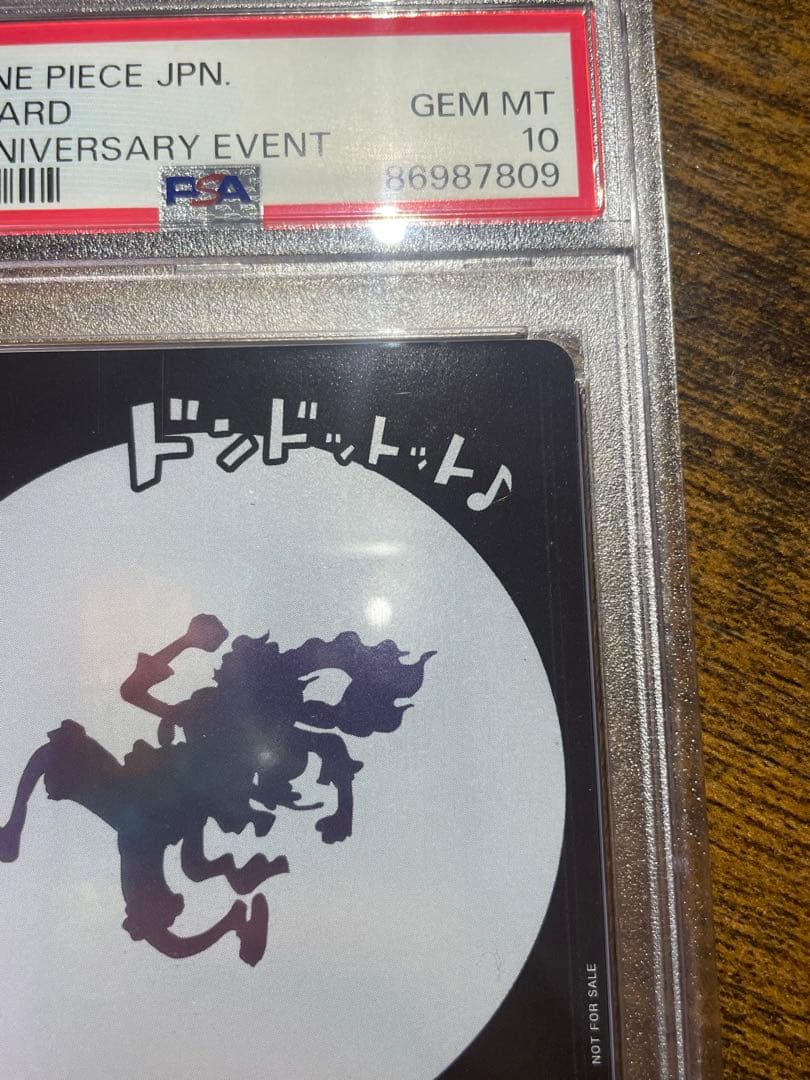 NE PIECE JPN.
ARD
GEM MT
NIVERSARY EVENT
10
PSA
86987809
ドンドットット♪
NOT FOR SALE